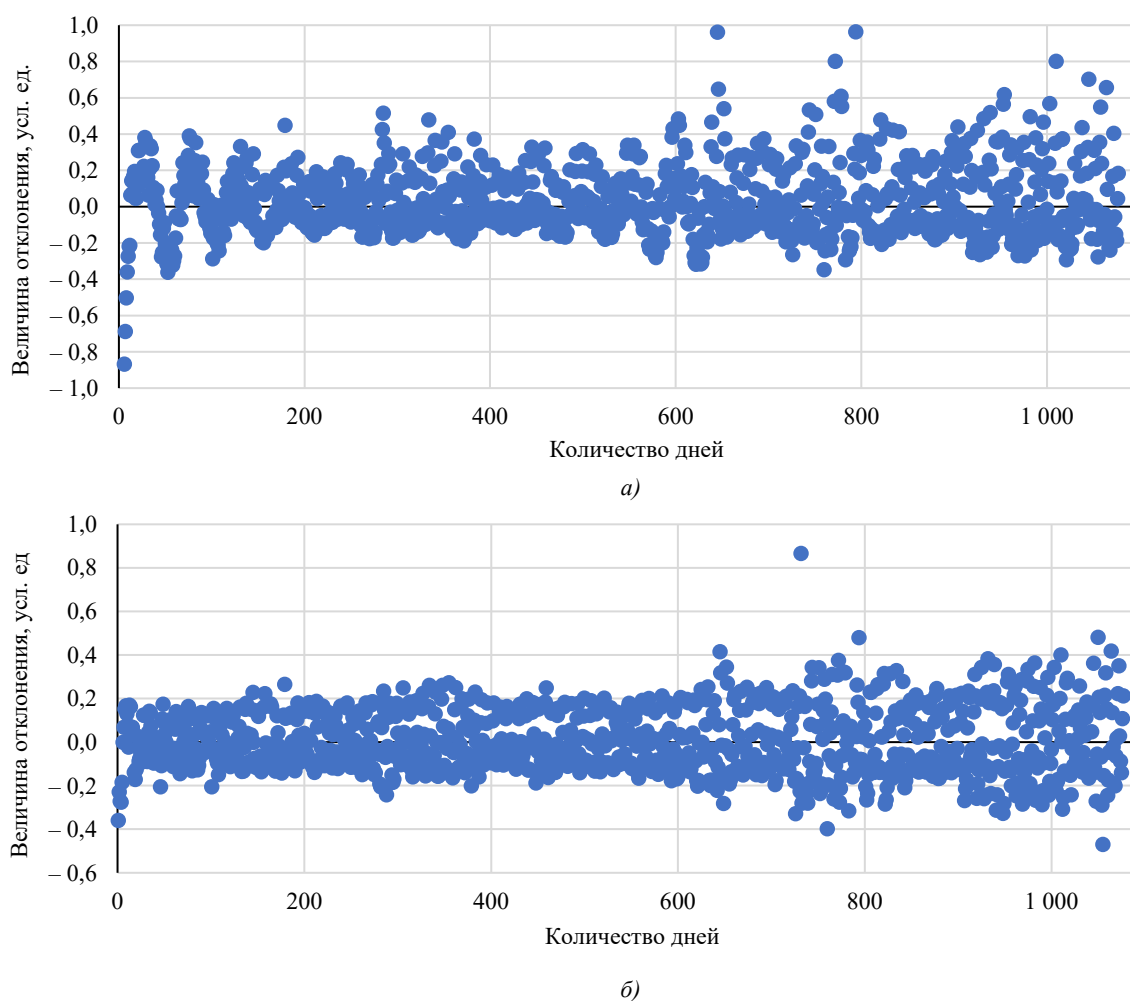 Величина отклонения, усл. ед.
1,0
0,8
0,6
0,4
0,2
0,0
– 0,2
– 0,4
– 0,6
– 0,8
– 1,0
0 200 400 600 800 1 000
Количество дней
а)
Величина отклонения, усл. ед
1,0
0,8
0,6
0,4
0,2
0,0
– 0,2
– 0,4
– 0,6
0 200 400 600 800 1 000
Количество дней
б)